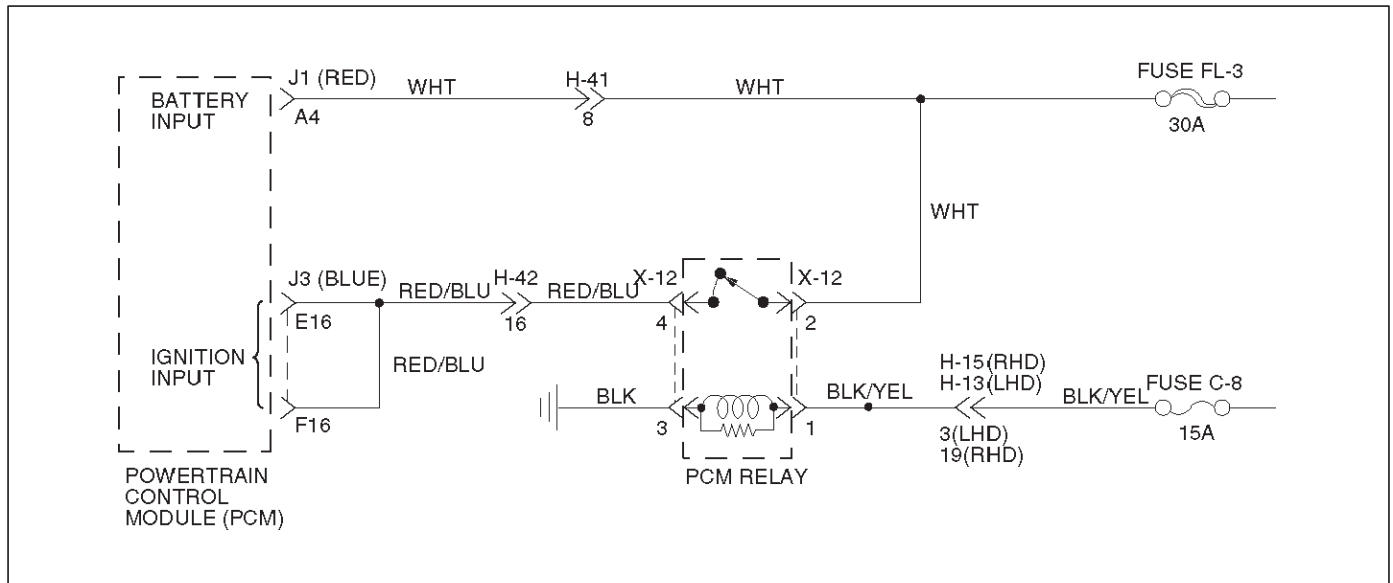 J1 (RED)
WHT
H-41
WHT
FUSE FL-3
BATTERY
INPUT
A4
8
30A
WHT
J3 (BLUE)
RED/BLU
H-42
RED/BLU
X-12
X-12
E16
16
4
2
IGNITION
INPUT
RED/BLU
H-15(RHD)
H-13(LHD)
BLK
BLK/YEL
BLK/YEL
FUSE C-8
F16
3
1
3(LHD)
19(RHD)
15A
PCM RELAY
POWERTRAIN
CONTROL
MODULE (PCM)